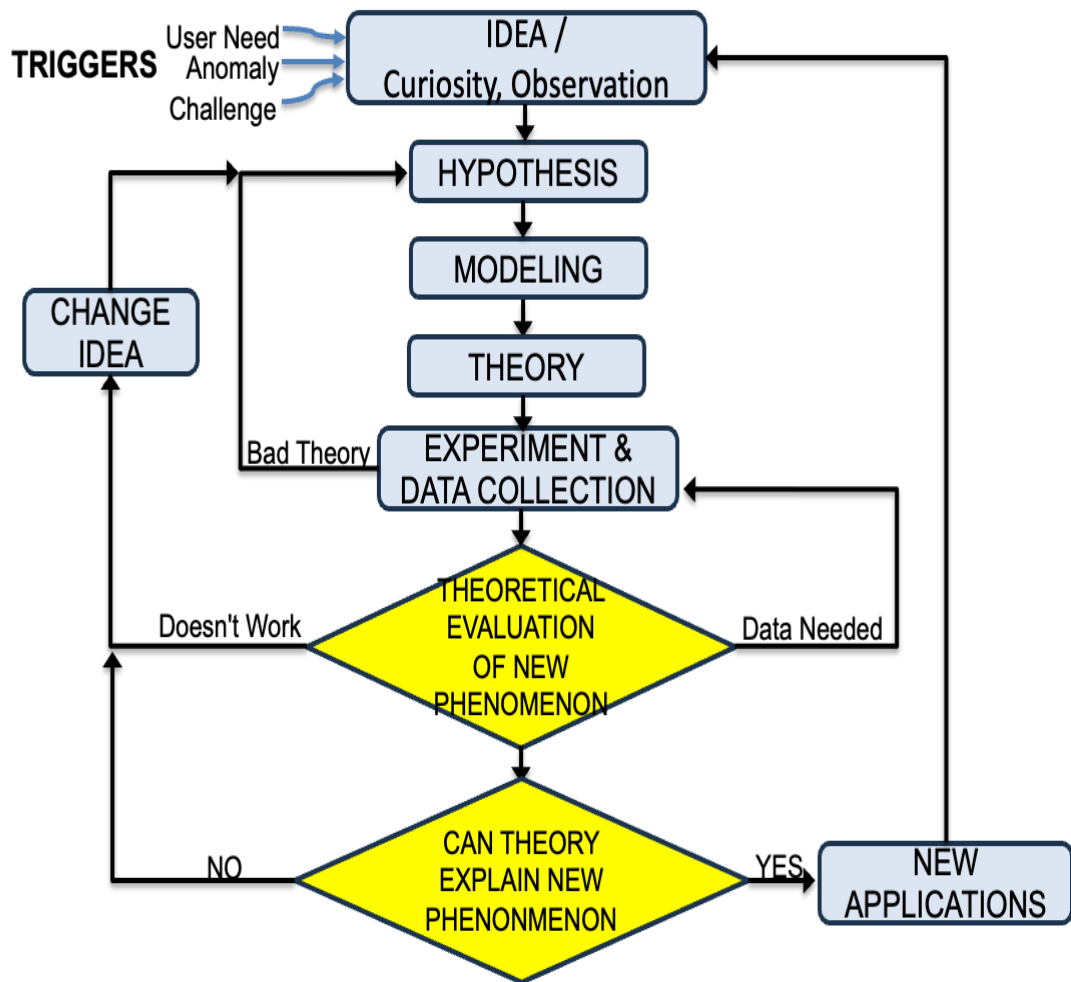 User Need
TRIGGERS
Anomaly
Challenge
IDEA /
Curiosity, Observation
HYPOTHESIS
MODELING
CHANGE
IDEA
THEORY
Bad Theory
EXPERIMENT &
DATA COLLECTION
Doesn't Work
THEORETICAL
EVALUATION
OF NEW
PHENOMENON
Data Needed
NO
CAN THEORY
EXPLAIN NEW
PHENONMENON
YES
NEW
APPLICATIONS